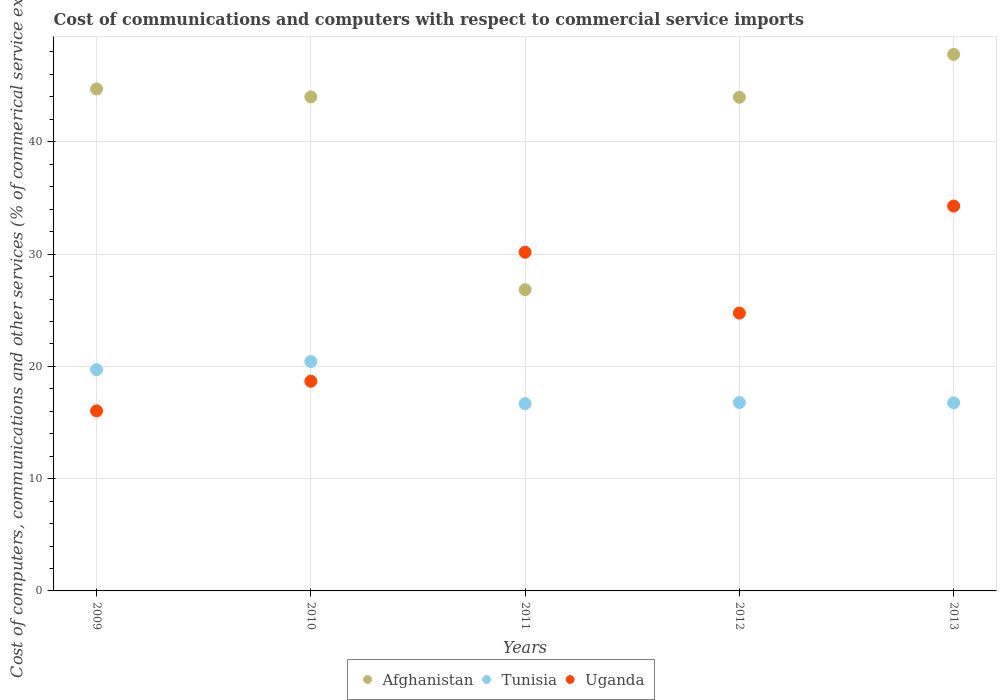 Cost of communications and computers with respect to commercial service imports
Cost of computers, communications and other services (% of commerical service ex
40
30
20
10
0
2009
2010
2011
2012
2013
Years
Afghanistan
Tunisia
Uganda